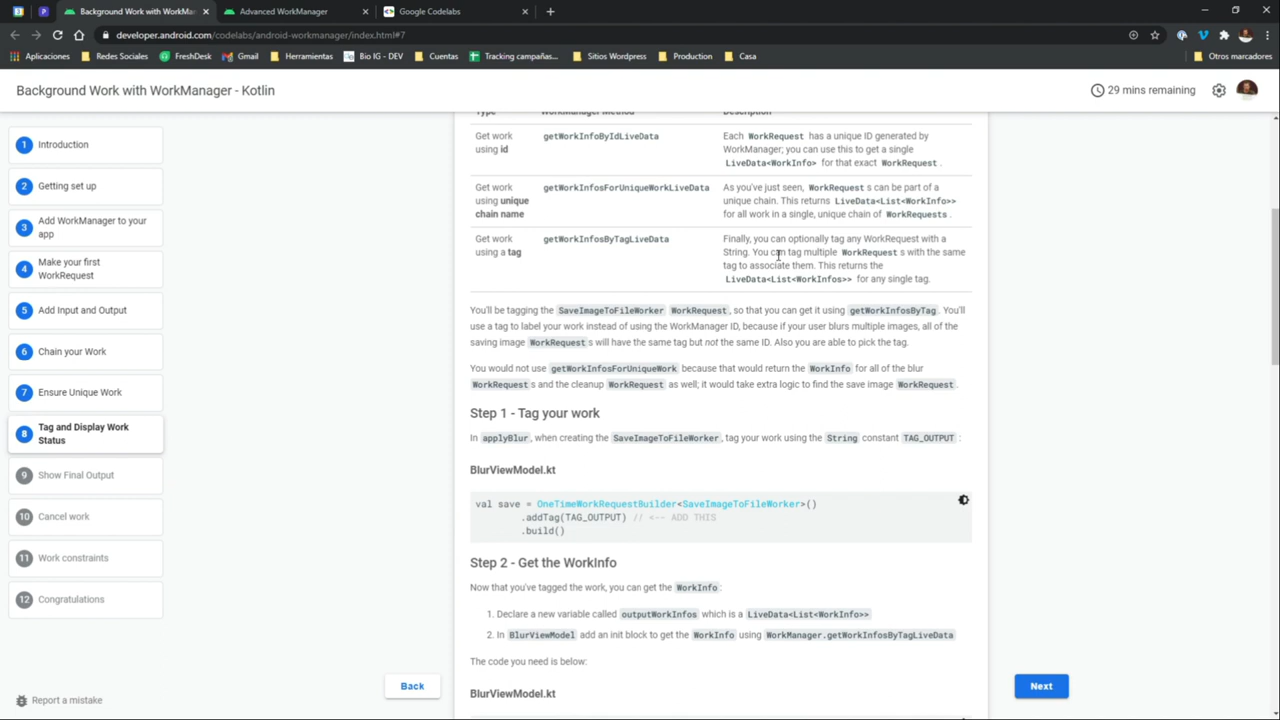 Background Work with WorkMan
Advanced WorkManager
Google Codelabs
developer.android.com/codelabs/android-workmanager/index.html#7
Aplicaciones
Redes Sociales
FreshDesk
Gmail
Herramientas
Bio IG - DEV
Cuentas
Tracking campañas...
Sitios Wordpress
Production
Casa
Otros marcadores
Background Work with WorkManager - Kotlin
29 mins remaining
1 Introduction
2 Getting set up
3 Add WorkManager to your
app
4 Make your first
WorkRequest
5 Add Input and Output
6 Chain your Work
7 Ensure Unique Work
8 Tag and Display Work
Status
9 Show Final Output
10 Cancel work
11 Work constraints
12 Congratulations
Report a mistake
Type WorkManager Method Description
Get work
using id
getWorkInfoByIdLiveData
Each WorkRequest has a unique ID generated by
WorkManager; you can use this to get a single
LiveData<WorkInfo> for that exact WorkRequest.
Get work
using unique
chain name
getWorkInfosForUniqueWorkLiveData
As you've just seen, WorkRequest s can be part of a
unique chain. This returns LiveData<List<WorkInfo>>
for all work in a single, unique chain of WorkRequests.
Get work
using a tag
getWorkInfosByTagLiveData
Finally, you can optionally tag any WorkRequest with a
String. You can tag multiple WorkRequest s with the same
tag to associate them. This returns the
LiveData<List<WorkInfos>> for any single tag.
You'll be tagging the SaveImageToFileWorker WorkRequest, so that you can get it using getWorkInfosByTag. You'll
use a tag to label your work instead of using the WorkManager ID, because if your user blurs multiple images, all of the
saving image WorkRequest s will have the same tag but not the same ID. Also you are able to pick the tag.
You would not use getWorkInfosForUniqueWork because that would return the WorkInfo for all of the blur
WorkRequest s and the cleanup WorkRequest as well; it would take extra logic to find the save image WorkRequest.
Step 1 - Tag your work
In applyBlur, when creating the SaveImageToFileWorker, tag your work using the String constant TAG_OUTPUT :
BlurViewModel.kt
val save = OneTimeWorkRequestBuilder<SaveImageToFileWorker>()
.addTag(TAG_OUTPUT) // <-- ADD THIS
.build()
Step 2 - Get the WorkInfo
Now that you've tagged the work, you can get the WorkInfo:
1. Declare a new variable called outputWorkInfos which is a LiveData<List<WorkInfo>>
2. In BlurViewModel add an init block to get the WorkInfo using WorkManager.getWorkInfosByTagLiveData
The code you need is below:
BlurViewModel.kt
Back
Next